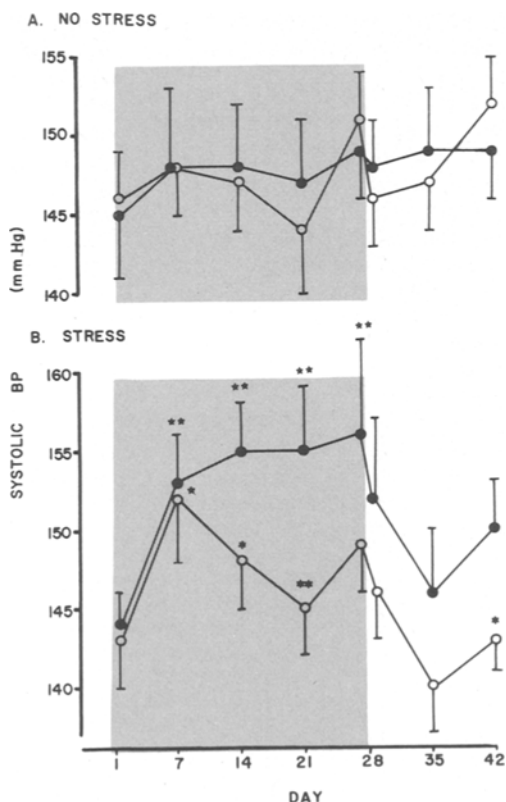 A. NO STRESS
155
150
145
140
(mm.Hg)
B. STRESS
**
160
**
**
**
155
*
150
*
**
145
*
140
SYSTOLIC BP
1 7 14 21 28 35 42
DAY